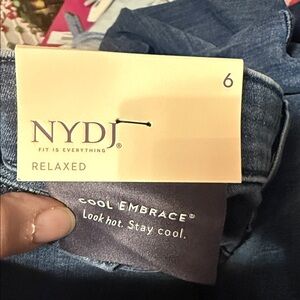 6
NYDJ®
FIT IS EVERYTHING
RELAXED
COOL EMBRACE®
Look hot. Stay cool.